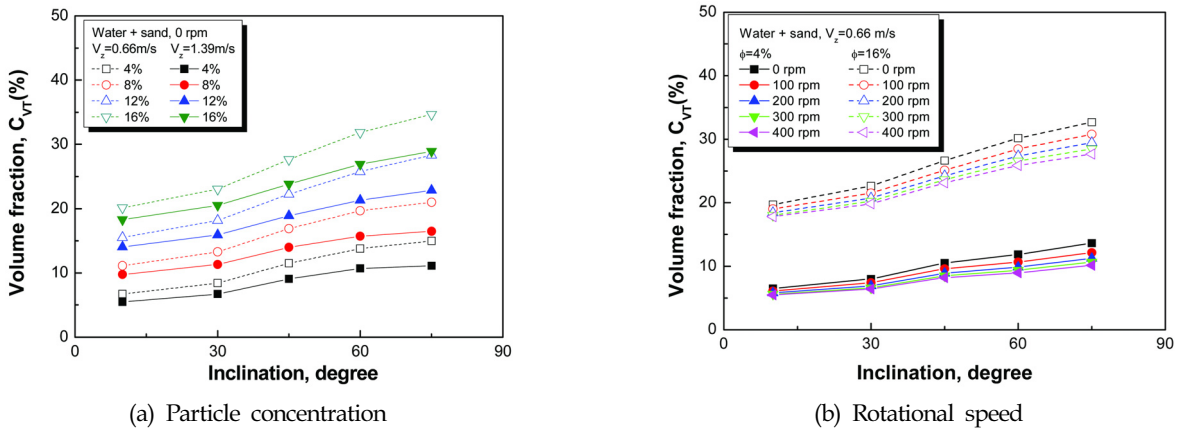 50
40
30
20
10
0
0
30
60
90
Volume fraction, C_VT(%)
Inclination, degree
Water + sand, 0 rpm
V_z=0.66m/s V_z=1.39m/s
4% 4%
8% 8%
12% 12%
16% 16%
(a) Particle concentration
50
40
30
20
10
0
0
30
60
90
Volume fraction, C_VT(%)
Inclination, degree
Water + sand, V_z=0.66 m/s
ϕ=4% ϕ=16%
0 rpm 0 rpm
100 rpm 100 rpm
200 rpm 200 rpm
300 rpm 300 rpm
400 rpm 400 rpm
(b) Rotational speed